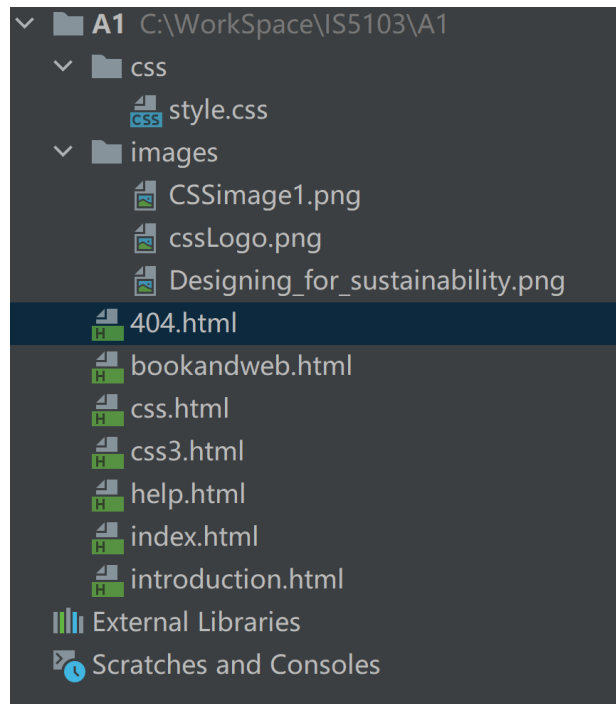 A1 C:\WorkSpace\IS5103\A1
css
CSS style.css
images
CSSimage1.png
cssLogo.png
Designing_for_sustainability.png
H 404.html
H bookandweb.html
H css.html
H css3.html
H help.html
H index.html
H introduction.html
External Libraries
Scratches and Consoles